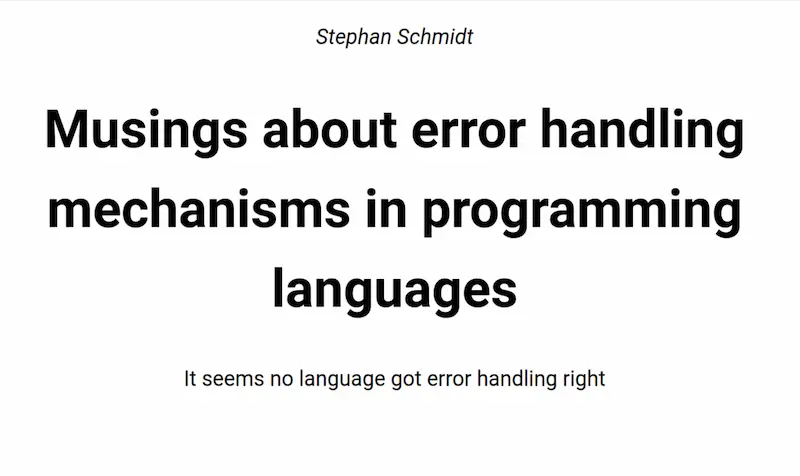 Stephan Schmidt
Musings about error handling
mechanisms in programming
languages
It seems no language got error handling right